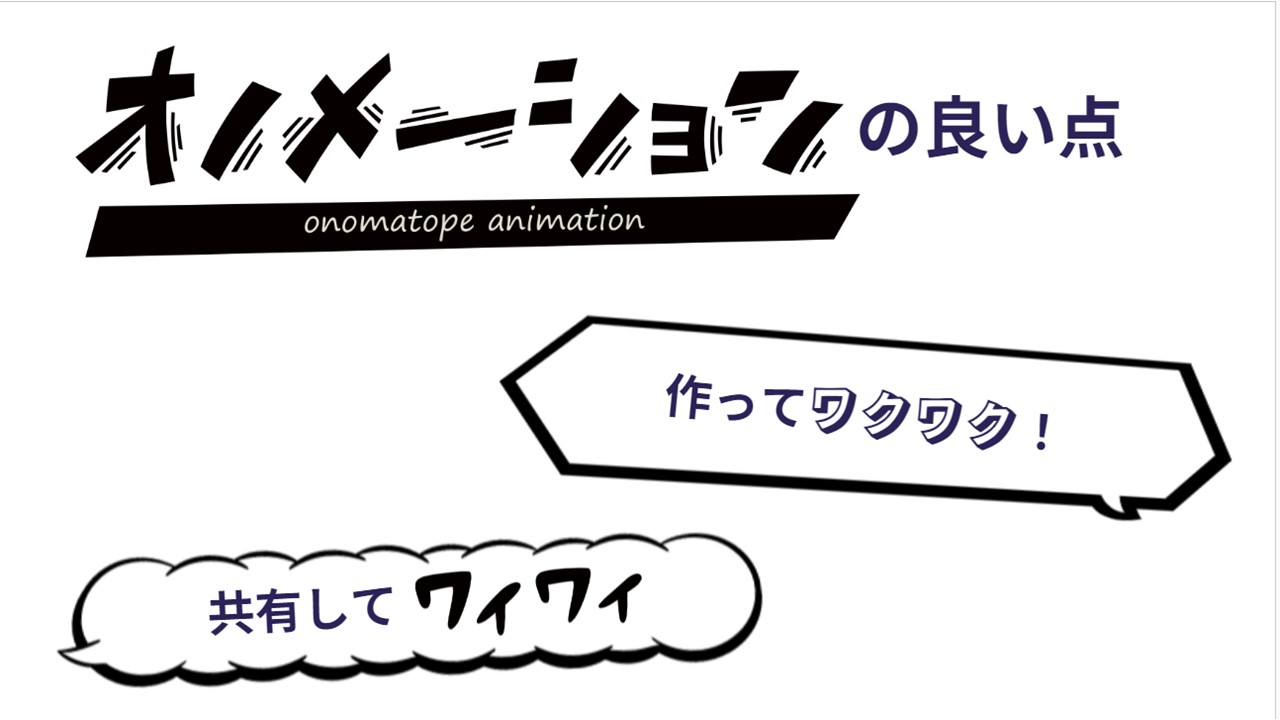 オノメーションの良い点
onomatope animation
作ってワクワク！
共有してワイワイ